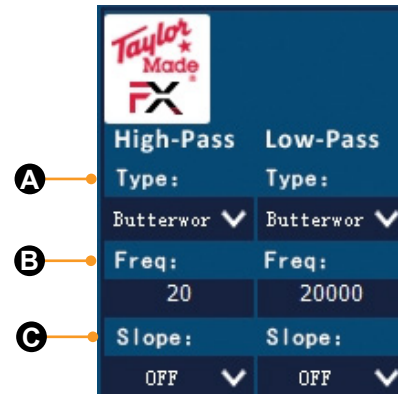 Taylor
Made
FX
High-Pass Low-Pass
A Type: Type:
Butterwor Butterwor
B Freq: Freq:
20 20000
C Slope: Slope:
OFF OFF